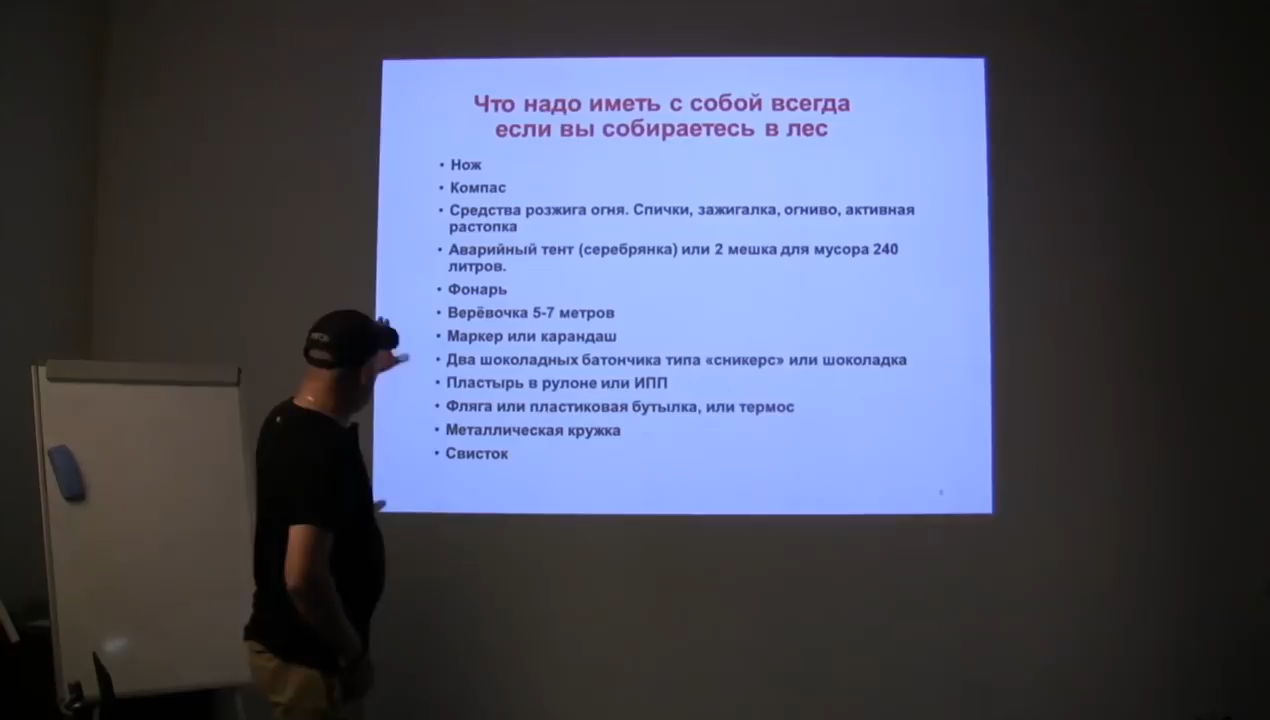 Что надо иметь с собой всегда
если вы собираетесь в лес
• Нож
• Компас
• Средства розжига огня. Спички, зажигалка, огниво, активная
растопка
• Аварийный тент (серебрянка) или 2 мешка для мусора 240
литров.
• Фонарь
• Верёвочка 5-7 метров
• Маркер или карандаш
• Два шоколадных батончика типа «сникерс» или шоколадка
• Пластырь в рулоне или ИПП
• Фляга или пластиковая бутылка, или термос
• Металлическая кружка
• Свисток